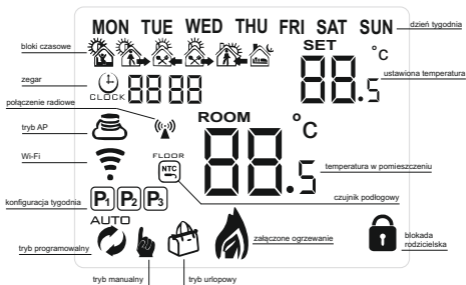 MON TUE WED THU FRI SAT SUN
dzień tygodnia
bloki czasowe
SET
°C
88.5
ustawiona temperatura
zegar
CLOCK
88 88
połączenie radiowe
tryb AP
ROOM
°C
88.5
Wi-Fi
FLOOR
NTC
temperatura w pomieszczeniu
czujnik podłogowy
konfiguracja tygodnia
P1 P2 P3
AUTO
tryb programowalny
załączone ogrzewanie
blokada
rodzicielska
tryb manualny
tryb urlopowy